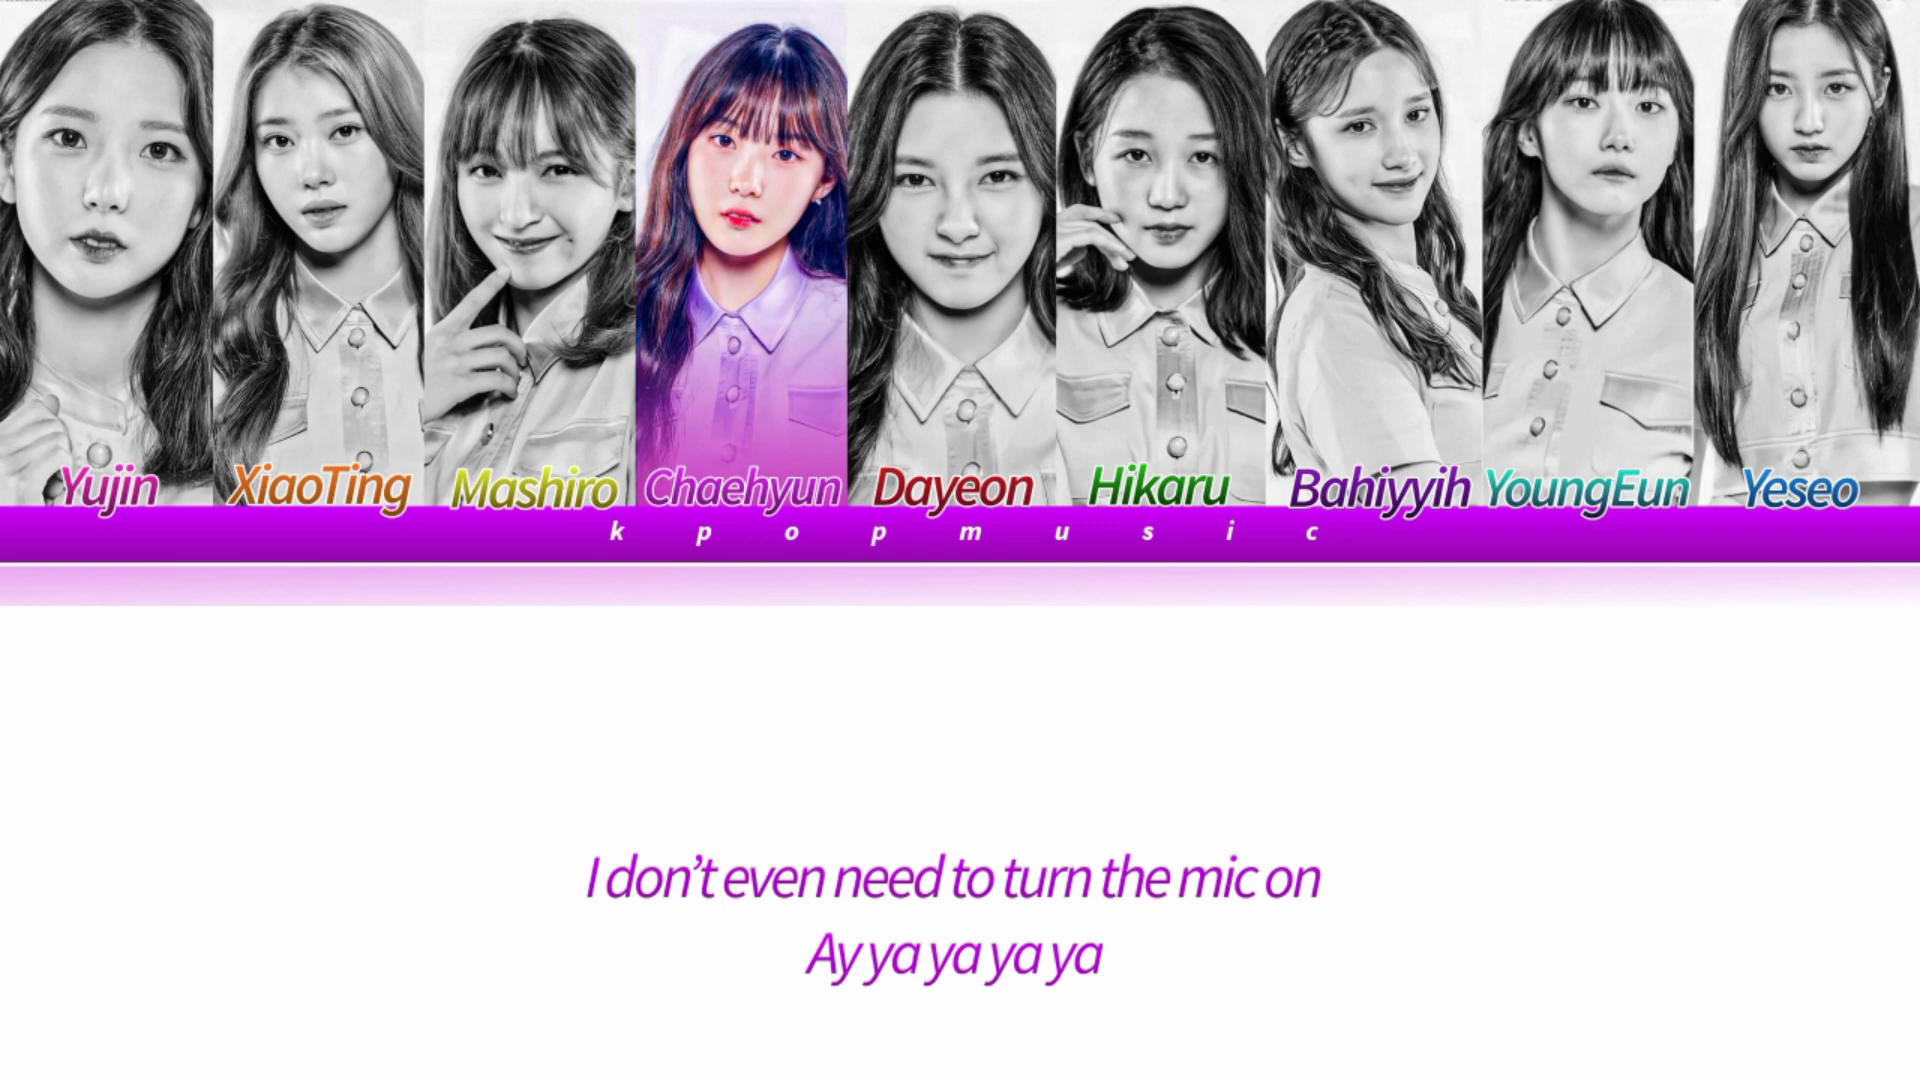 Yujin XiaoTing Mashiro Chaehyun Dayeon Hikaru Bahiyyih YoungEun Yeseo
k p o p m u s i c
I don't even need to turn the mic on
Ay ya ya ya ya